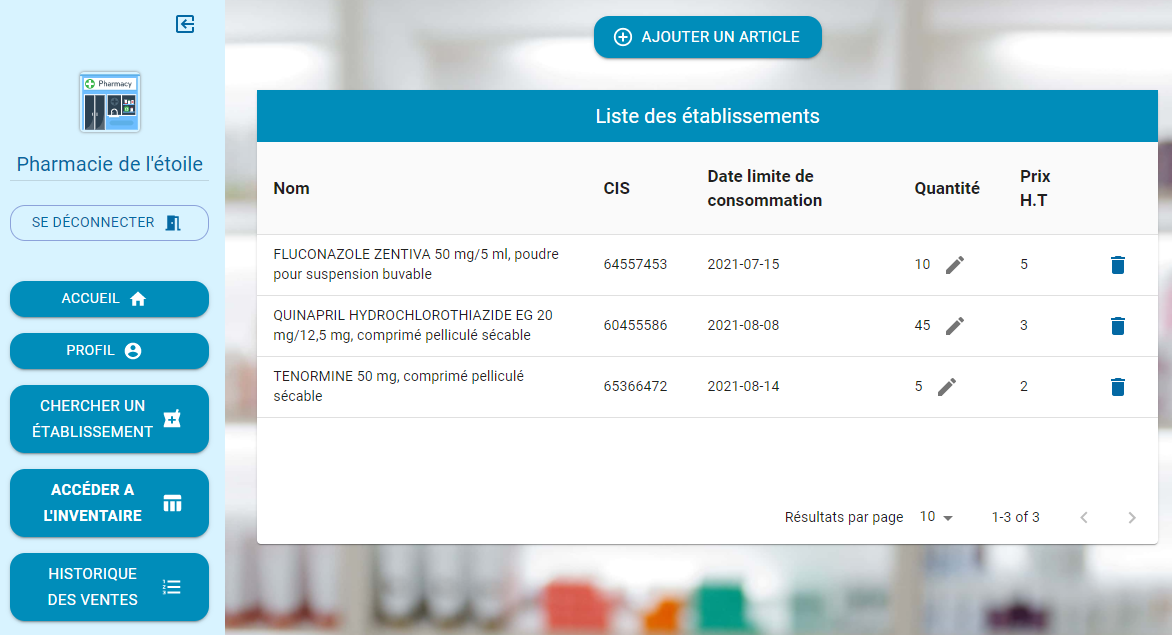 Pharmacy
Pharmacie de l'étoile
SE DÉCONNECTER
ACCUEIL
PROFIL
CHERCHER UN
ÉTABLISSEMENT
ACCÉDER A
L'INVENTAIRE
HISTORIQUE
DES VENTES
AJOUTER UN ARTICLE
Liste des établissements
Nom CIS Date limite de consommation Quantité Prix H.T
FLUCONAZOLE ZENTIVA 50 mg/5 ml, poudre
pour suspension buvable
64557453 2021-07-15 10 5
QUINAPRIL HYDROCHLOROTHIAZIDE EG 20
mg/12,5 mg, comprimé pelliculé sécable
60455586 2021-08-08 45 3
TENORMINE 50 mg, comprimé pelliculé
sécable
65366472 2021-08-14 5 2
Résultats par page 10 1-3 of 3